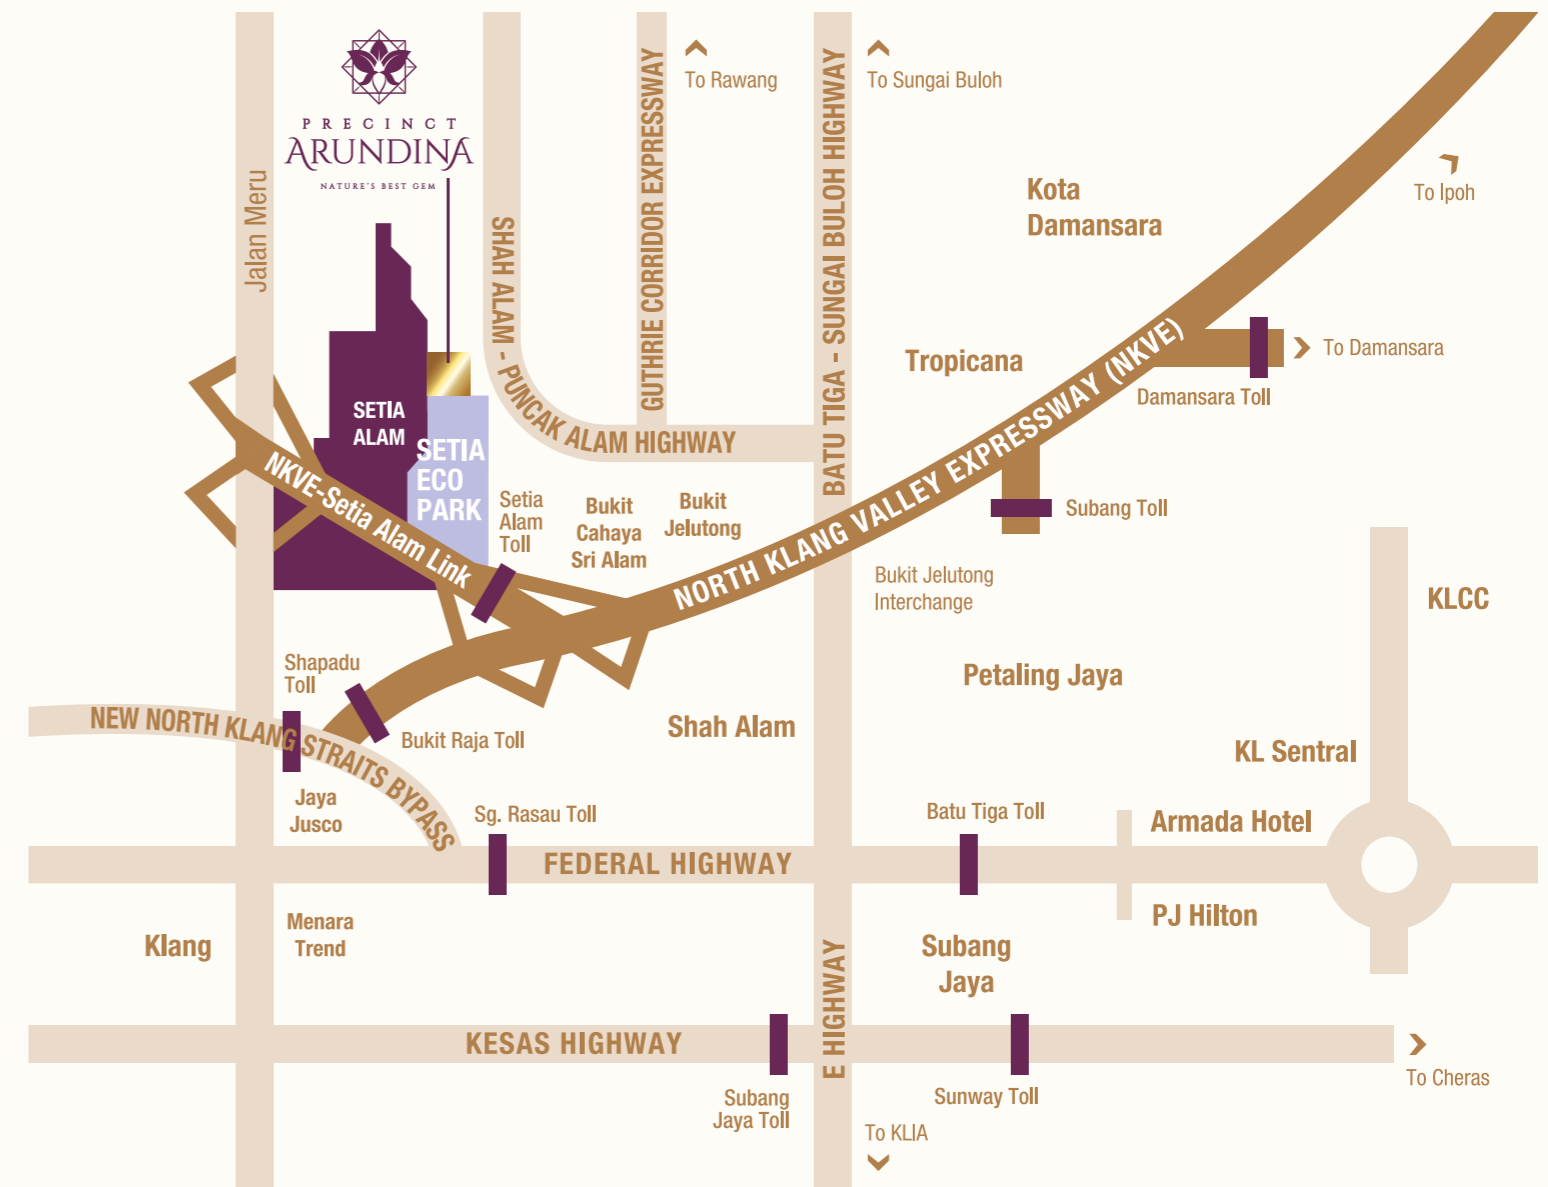 PRECINCT
ARUNDINA
NATURE'S BEST GEM
Jalan Meru
SHAH ALAM - PUNCAK ALAM HIGHWAY
GUTHRIE CORRIDOR EXPRESSWAY
To Rawang
BATU TIGA - SUNGAI BULOH HIGHWAY
To Sungai Buloh
Kota
Damansara
To Ipoh
Tropicana
To Damansara
Damansara Toll
NORTH KLANG VALLEY EXPRESSWAY (NKVE)
SETIA
ALAM
SETIA
ECO
PARK
NKVE-Setia Alam Link
Setia
Alam
Toll
Bukit
Cahaya
Sri Alam
Bukit
Jelutong
Subang Toll
Bukit Jelutong
Interchange
KLCC
Shapadu
Toll
Petaling Jaya
Shah Alam
Bukit Raja Toll
NEW NORTH KLANG STRAITS BYPASS
KL Sentral
Jaya
Jusco
Sg. Rasau Toll
Batu Tiga Toll
Armada Hotel
FEDERAL HIGHWAY
PJ Hilton
Klang
Menara
Trend
Subang
Jaya
E HIGHWAY
KESAS HIGHWAY
To Cheras
Subang
Jaya Toll
Sunway Toll
To KLIA